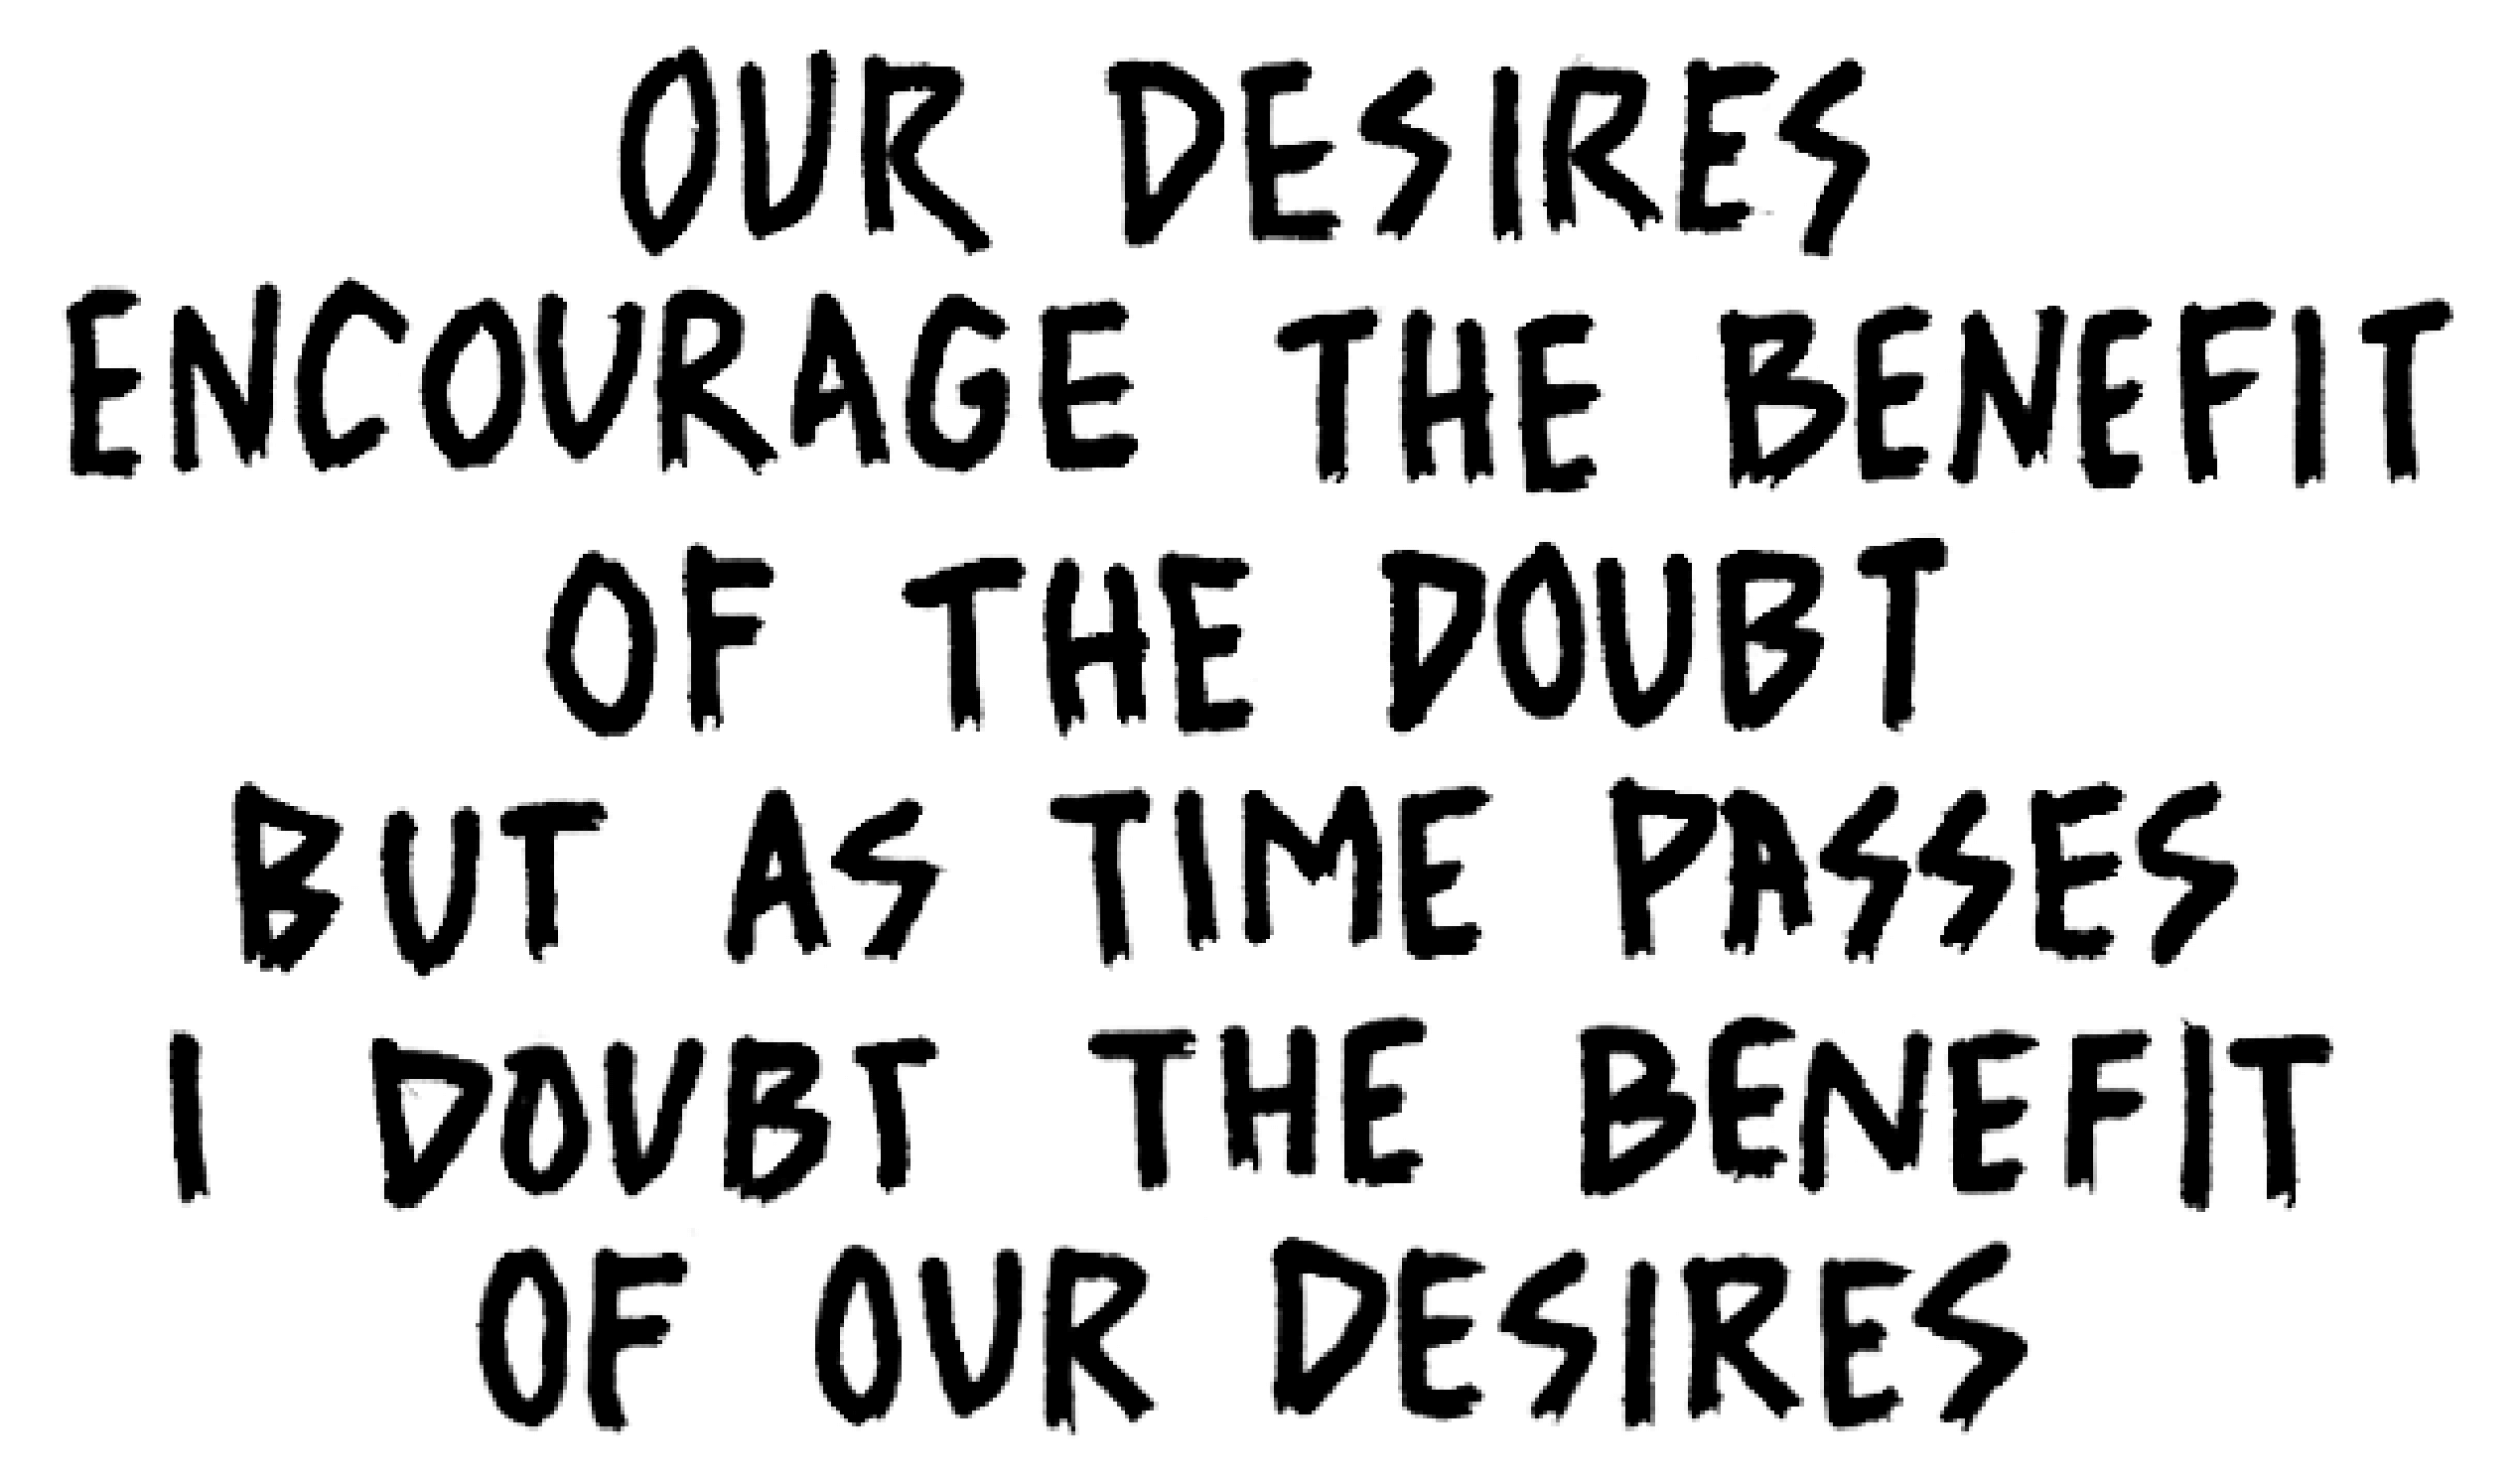 OUR DESIRES
ENCOURAGE THE BENEFIT
OF THE DOUBT
BUT AS TIME PASSES
I DOUBT THE BENEFIT
OF OUR DESIRES